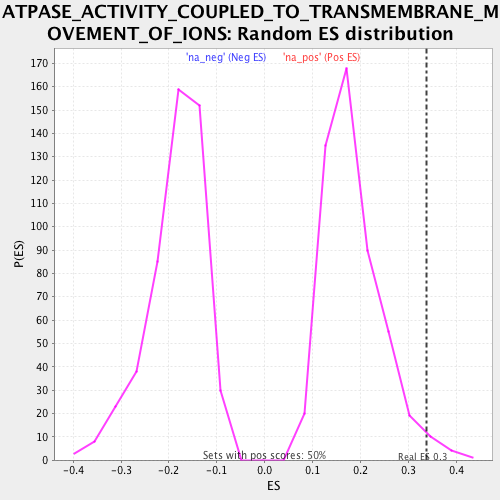 ATPASE_ACTIVITY_COUPLED_TO_TRANSMEMBRANE_M
OVEMENT_OF_IONS: Random ES distribution
'na_neg' (Neg ES) 'na_pos' (Pos ES)
170
160
150
140
130
120
110
100
90
80
70
60
50
40
30
20
10
0
P(ES)
Sets with pos scores: 50%
Real ES 0.3
-0.4 -0.3 -0.2 -0.1 0.0 0.1 0.2 0.3 0.4
ES